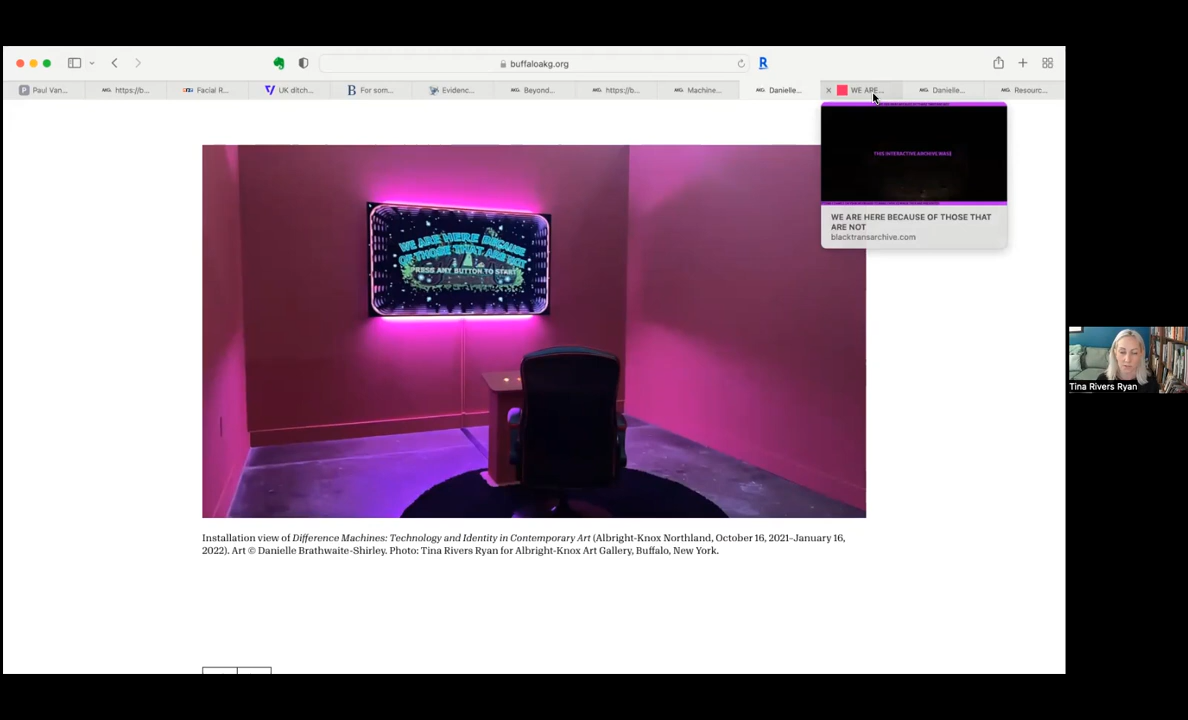 buffaloakg.org
Paul Van...
https://b...
Facial R...
UK ditch...
For som...
Evidenc...
Beyond...
https://b...
Machine...
Danielle...
WE ARE...
Danielle...
Resourc...
THIS INTERACTIVE ARCHIVE WAS
WE ARE HERE BECAUSE OF THOSE THAT
ARE NOT
blacktransarchive.com
WE ARE HERE BECAUSE
OF THOSE THAT ARE NOT
PRESS ANY BUTTON TO START
Tina Rivers Ryan
Installation view of Difference Machines: Technology and Identity in Contemporary Art (Albright-Knox Northland, October 16, 2021–January 16,
2022). Art © Danielle Brathwaite-Shirley. Photo: Tina Rivers Ryan for Albright-Knox Art Gallery, Buffalo, New York.